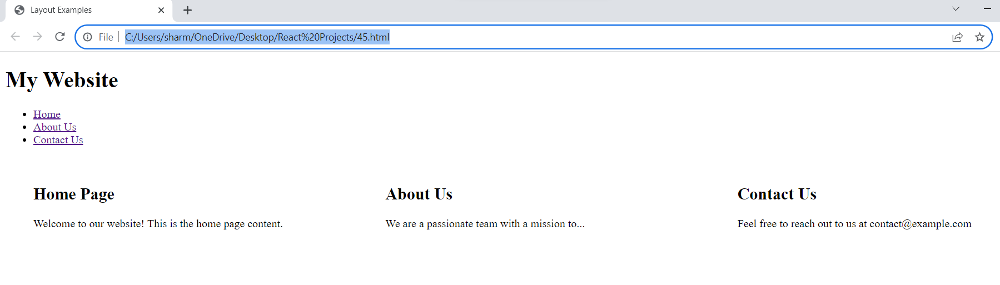 Layout Examples
File C:/Users/sharm/OneDrive/Desktop/React%20Projects/45.html
My Website
Home
About Us
Contact Us
Home Page
Welcome to our website! This is the home page content.
About Us
We are a passionate team with a mission to...
Contact Us
Feel free to reach out to us at contact@example.com